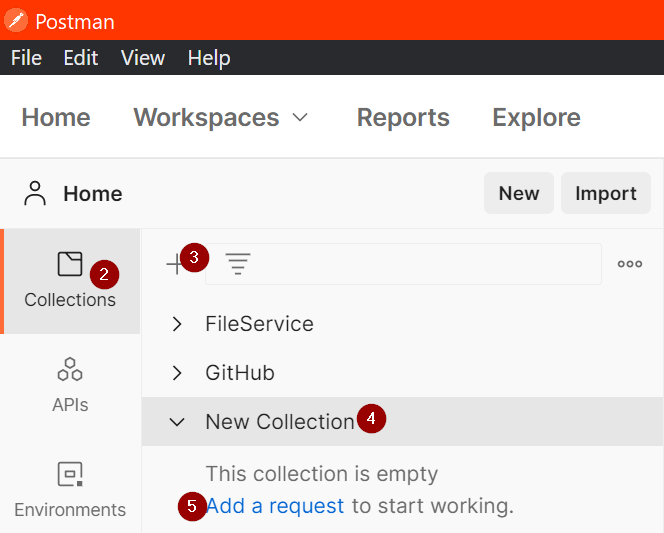 Postman
File Edit View Help
Home Workspaces Reports Explore
Home New Import
2
Collections
3
FileService
GitHub
APIs
New Collection 4
This collection is empty
5 Add a request to start working.
Environments